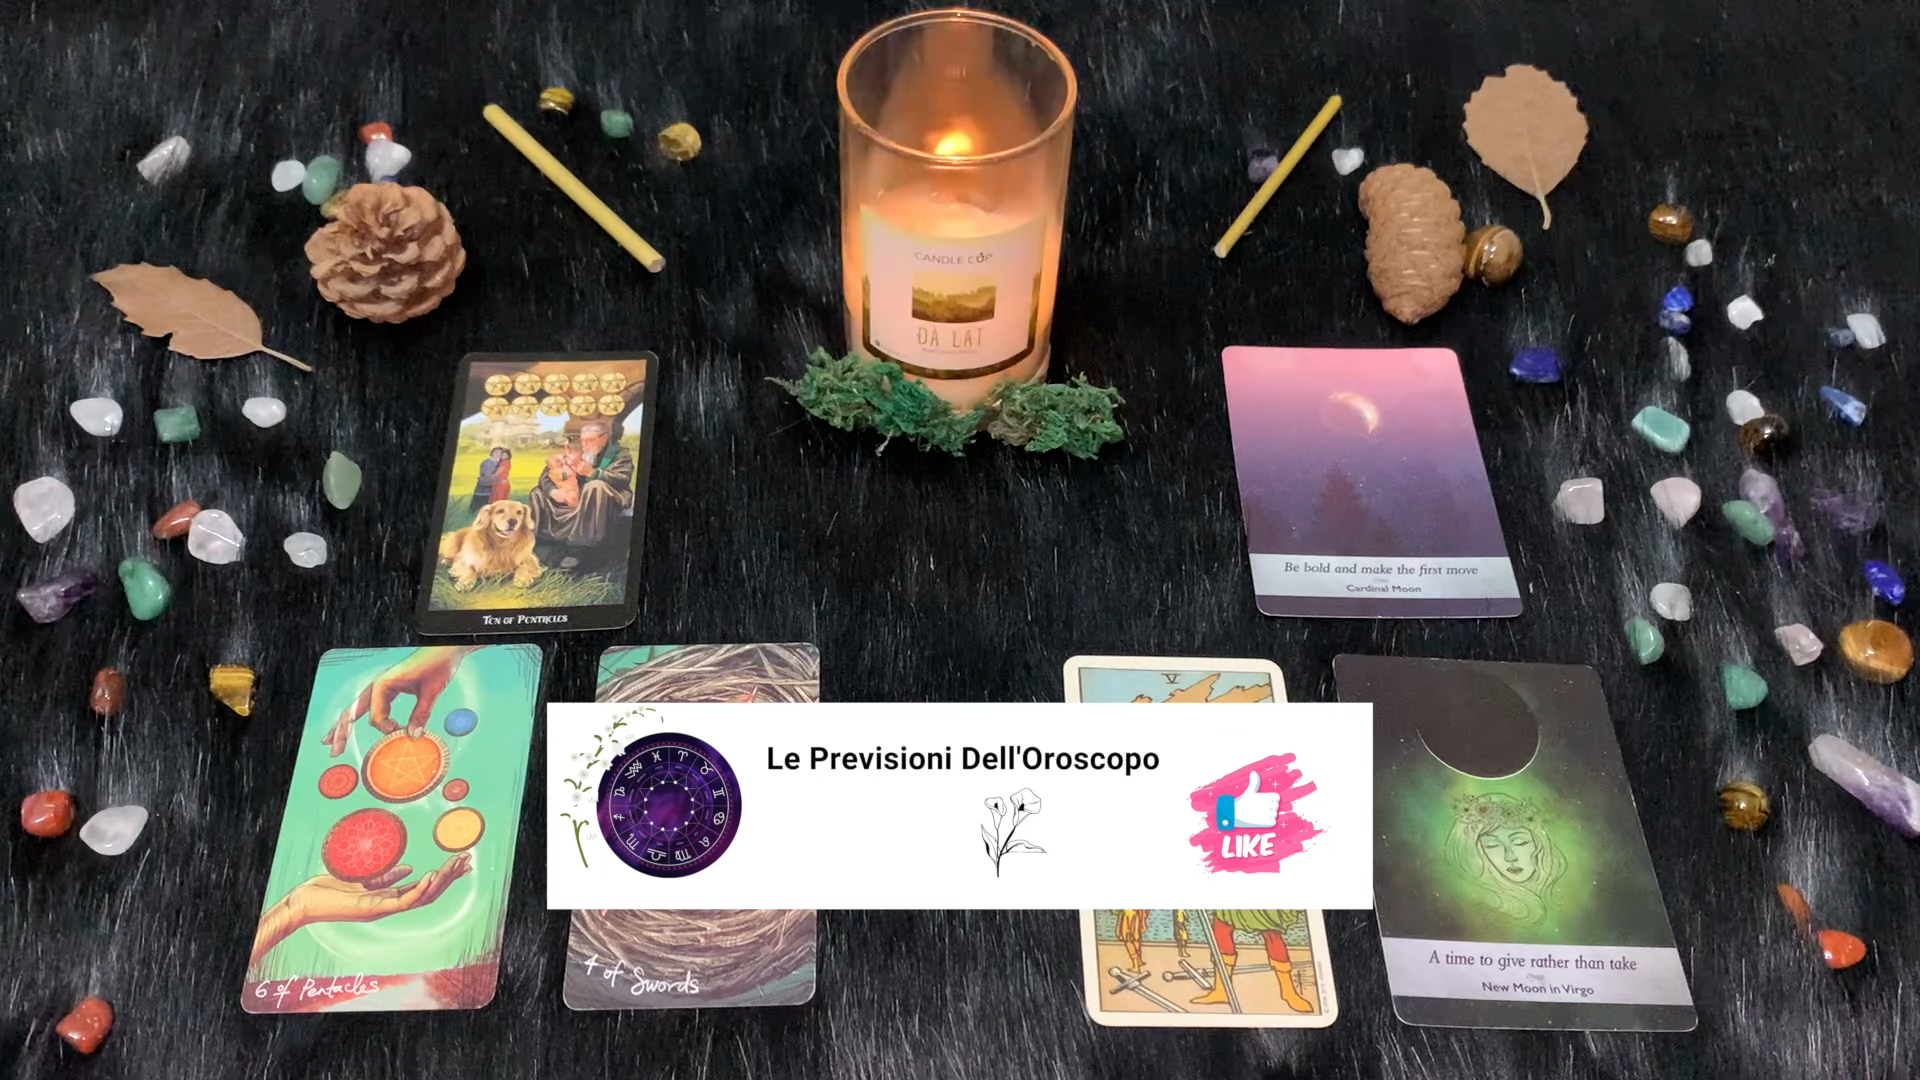 CANDLE CUP
ĐÀ LẠT
TEN OF PENTACLES
Be bold and make the first move
Cardinal Moon
V
Le Previsioni Dell'Oroscopo
LIKE
6 of Pentacles
4 of Swords
A time to give rather than take
New Moon in Virgo